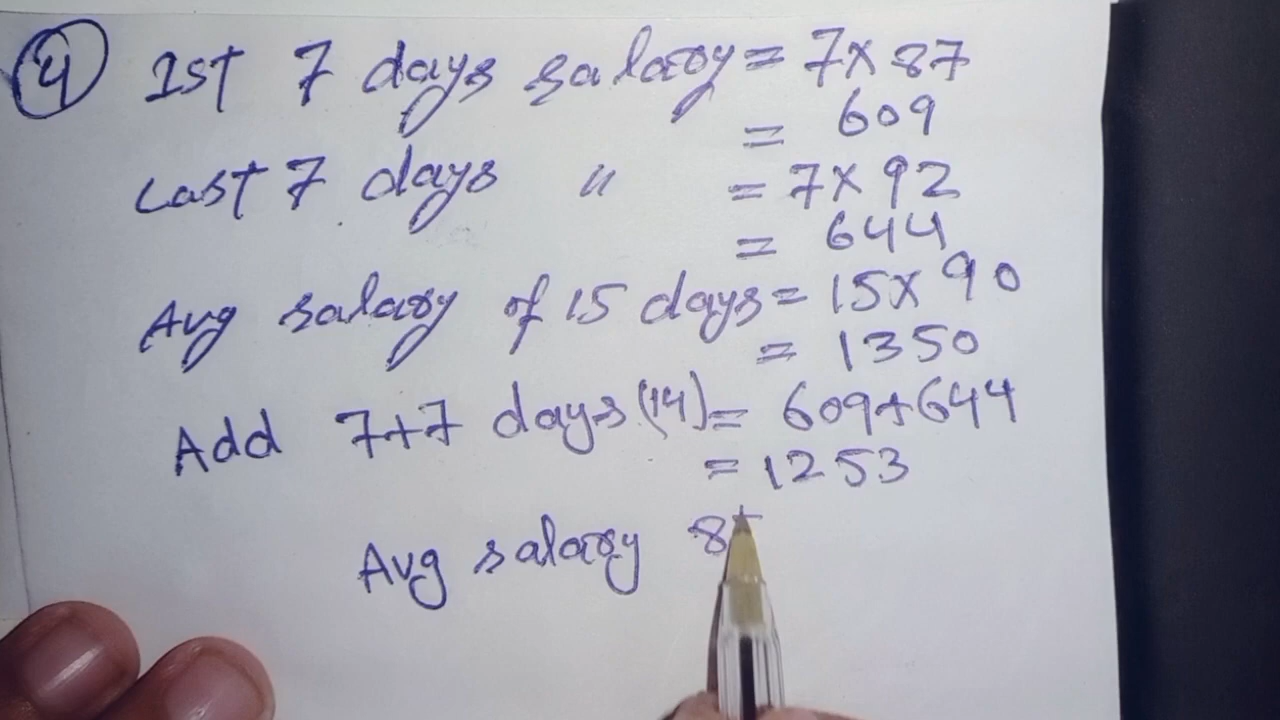 4 1st 7 days salary = 7x87
= 609
Last 7 days " = 7x92
= 644
Avg salary of 15 days = 15x90
= 1350
Add 7+7 days (14) = 609+644
= 1253
Avg salary 8